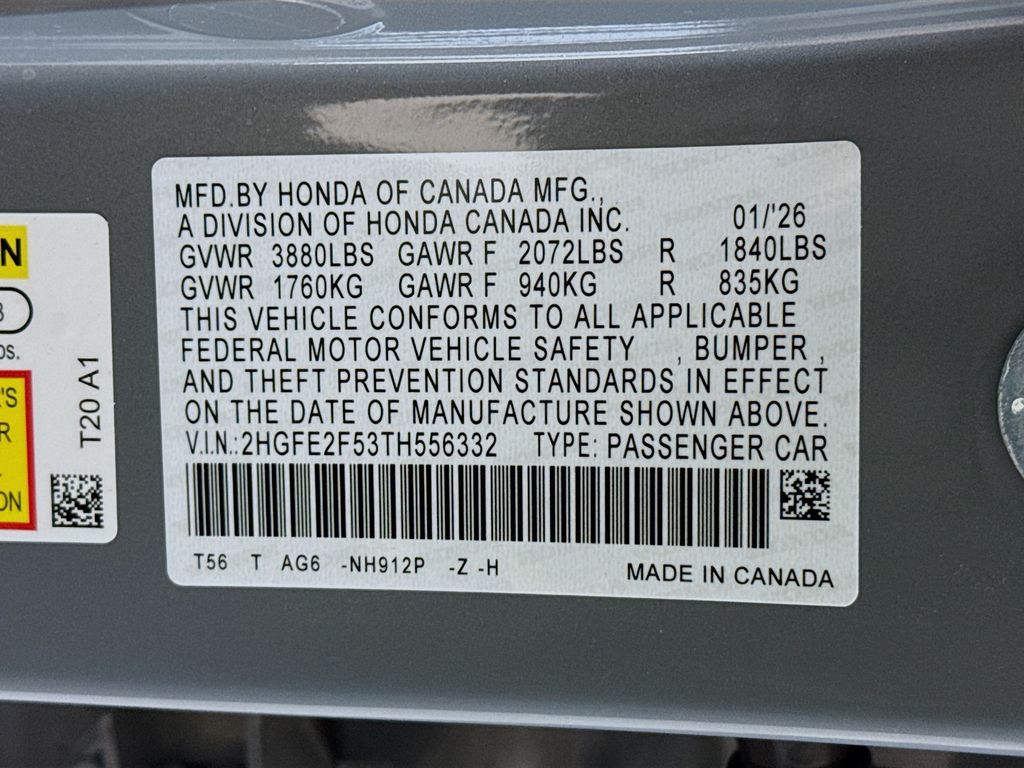 MFD.BY HONDA OF CANADA MFG.,
A DIVISION OF HONDA CANADA INC. 01/'26
GVWR 3880LBS GAWR F 2072LBS R 1840LBS
GVWR 1760KG GAWR F 940KG R 835KG
THIS VEHICLE CONFORMS TO ALL APPLICABLE
FEDERAL MOTOR VEHICLE SAFETY , BUMPER ,
AND THEFT PREVENTION STANDARDS IN EFFECT
ON THE DATE OF MANUFACTURE SHOWN ABOVE.
V.I.N.:2HGFE2F53TH556332 TYPE: PASSENGER CAR
T56 T AG6 -NH912P -Z -H
MADE IN CANADA
T20 A1